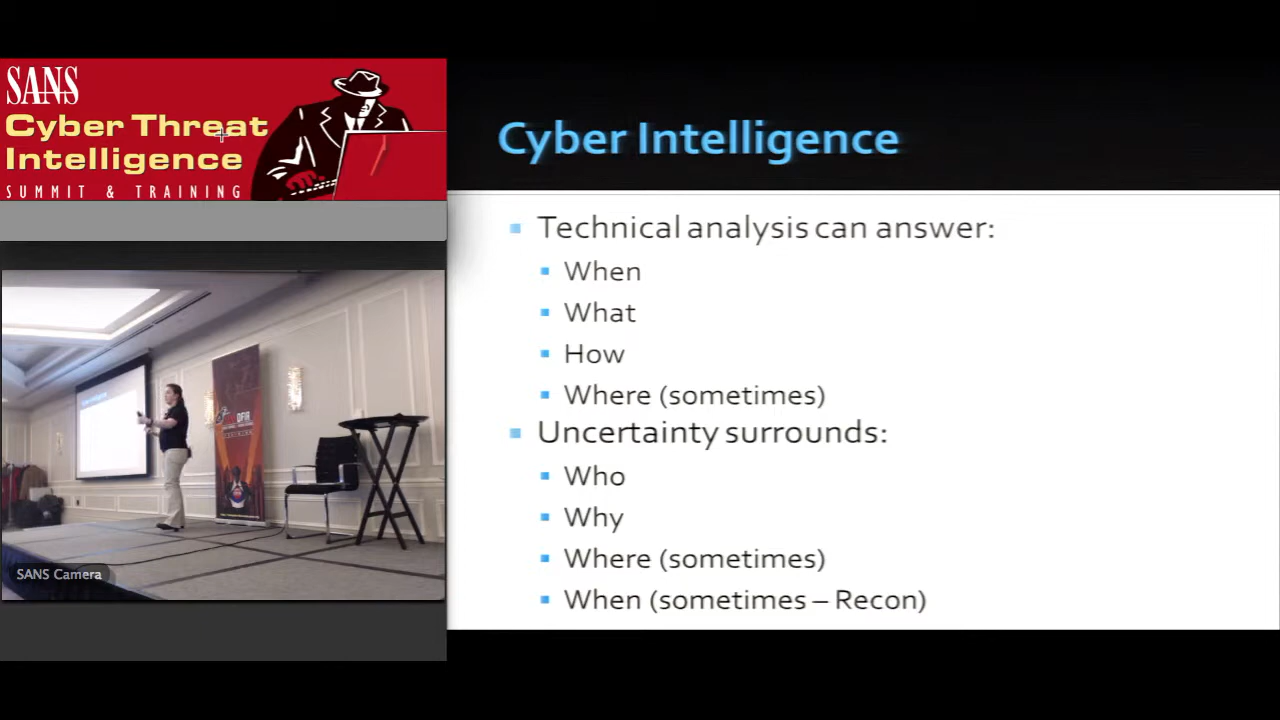 SANS
Cyber Threat
Intelligence
SUMMIT & TRAINING
Cyber Intelligence
Technical analysis can answer:
When
What
How
Where (sometimes)
Uncertainty surrounds:
Who
Why
Where (sometimes)
When (sometimes – Recon)
DFIR
SANS Camera